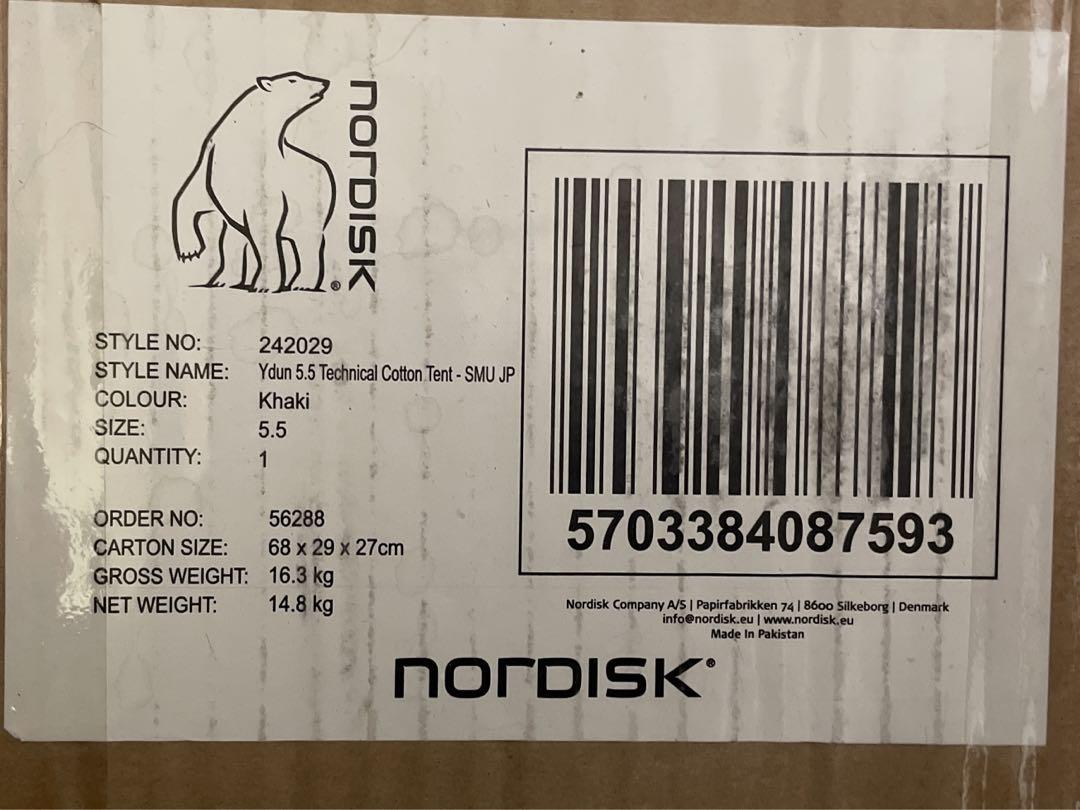 NORDISK®
STYLE NO: 242029
STYLE NAME: Ydun 5.5 Technical Cotton Tent - SMU JP
COLOUR: Khaki
SIZE: 5.5
QUANTITY: 1
ORDER NO: 56288
CARTON SIZE: 68 x 29 x 27cm
GROSS WEIGHT: 16.3 kg
NET WEIGHT: 14.8 kg
5703384087593
Nordisk Company A/S | Papirfabrikken 74 | 8600 Silkeborg | Denmark
info@nordisk.eu | www.nordisk.eu
Made In Pakistan
NORDISK®